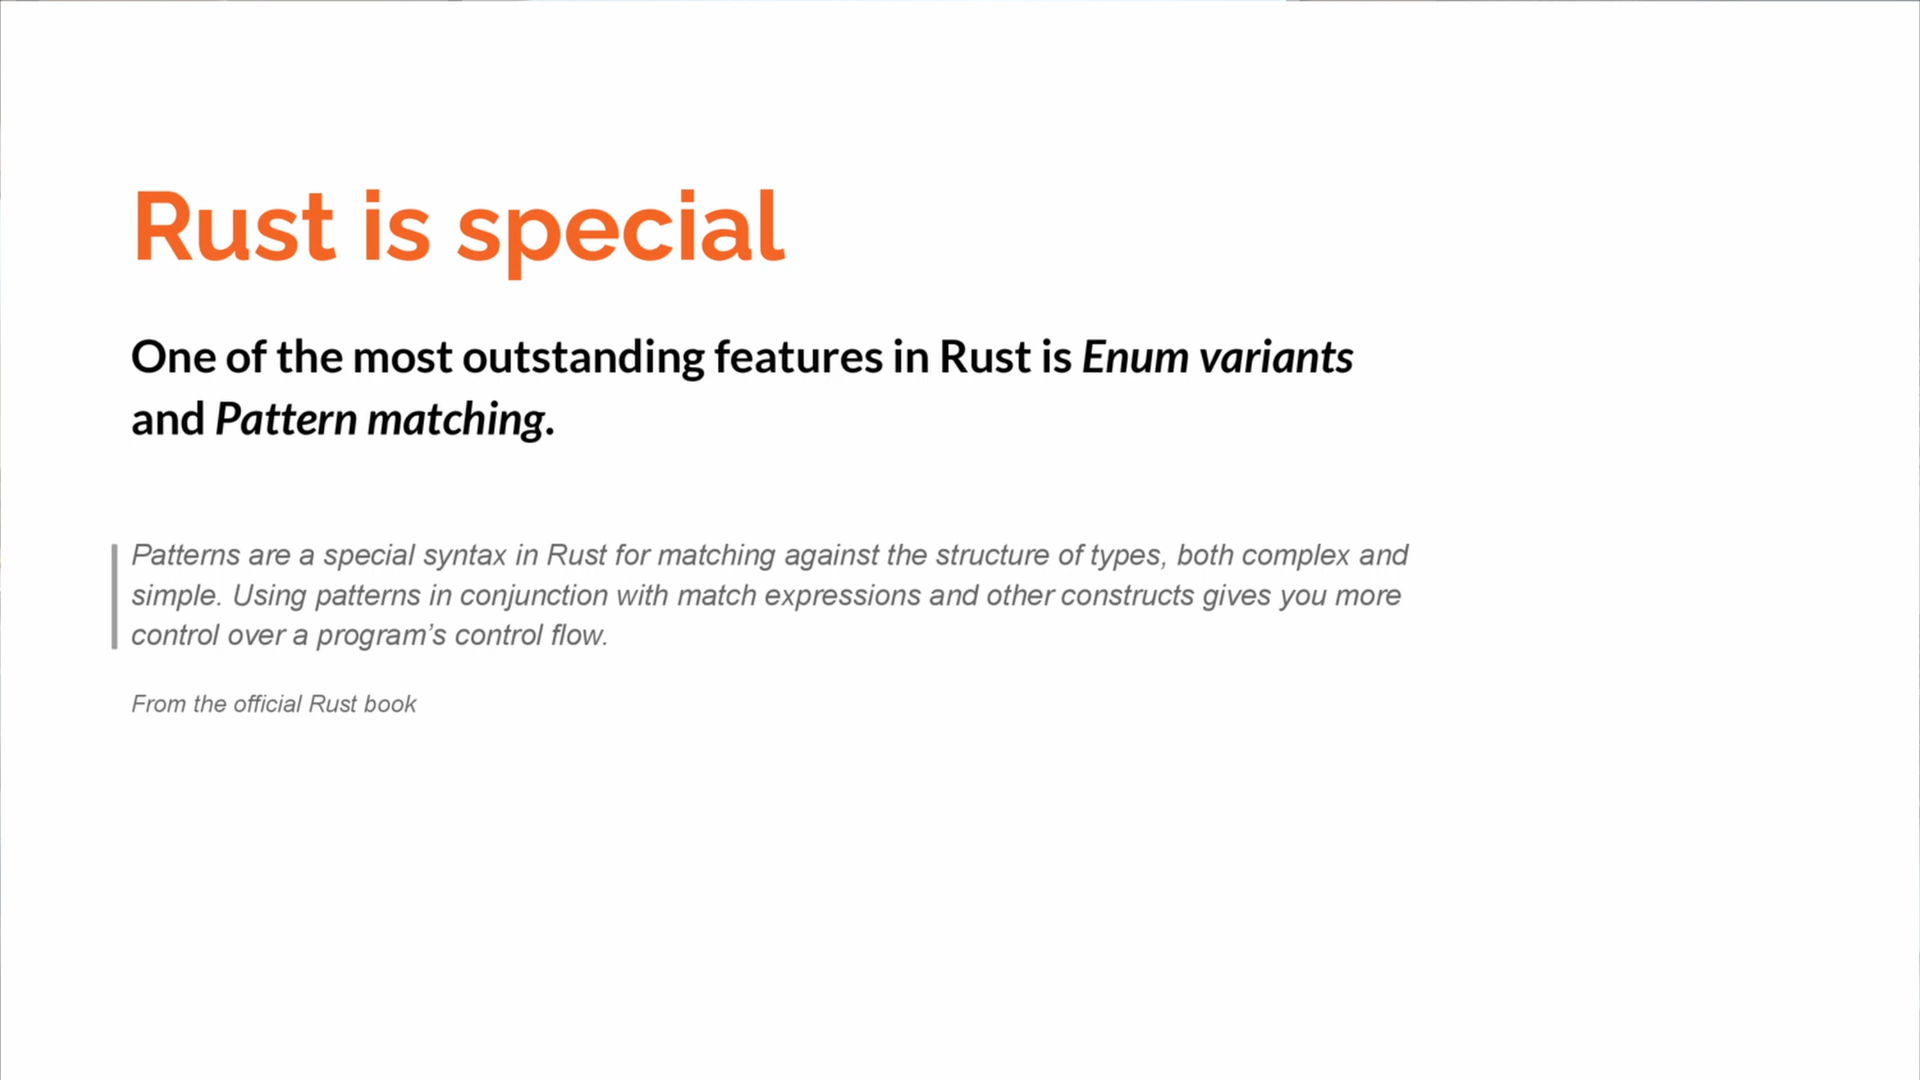 Rust is special
One of the most outstanding features in Rust is Enum variants
and Pattern matching.
Patterns are a special syntax in Rust for matching against the structure of types, both complex and
simple. Using patterns in conjunction with match expressions and other constructs gives you more
control over a program’s control flow.
From the official Rust book